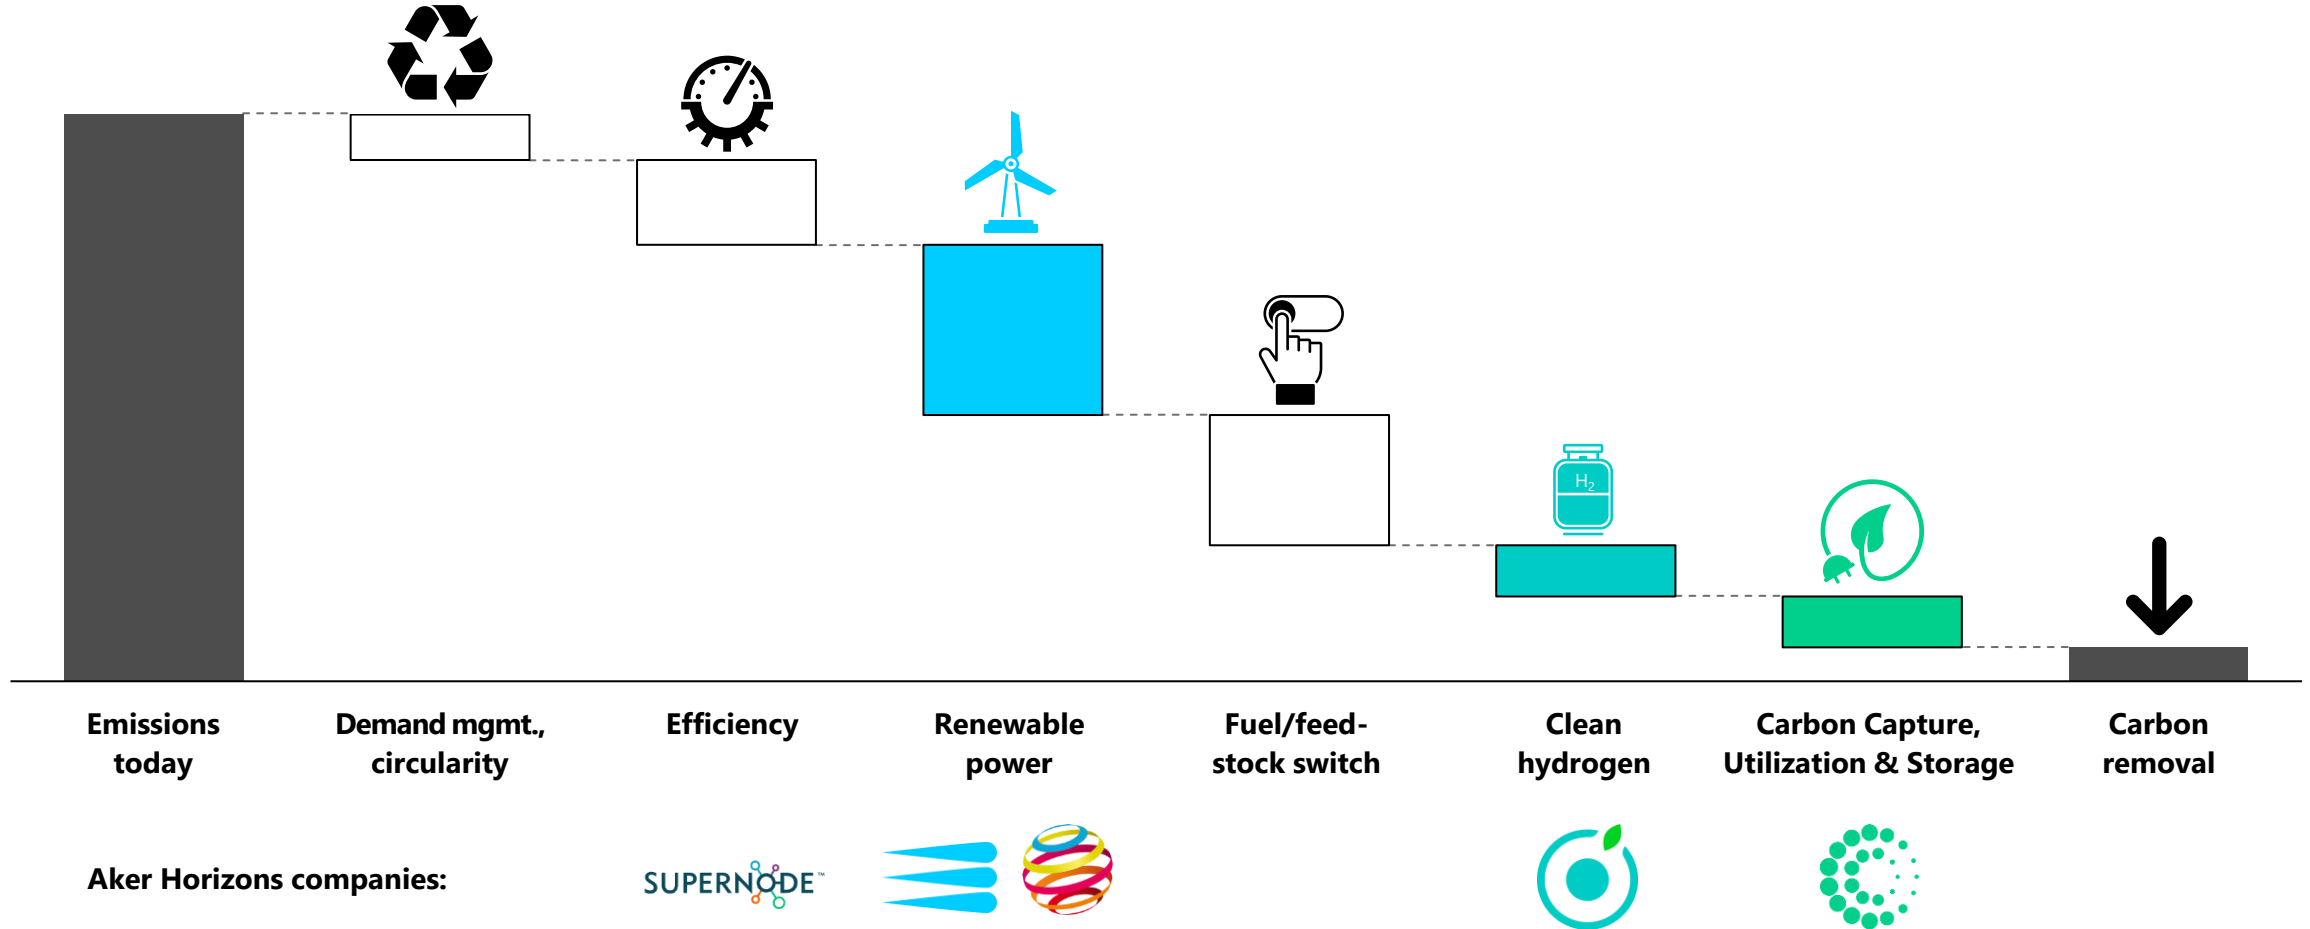 H2
Emissions
today
Demand mgmt.,
circularity
Efficiency
Renewable
power
Fuel/feed-
stock switch
Clean
hydrogen
Carbon Capture,
Utilization & Storage
Carbon
removal
Aker Horizons companies:
SUPERNODE™